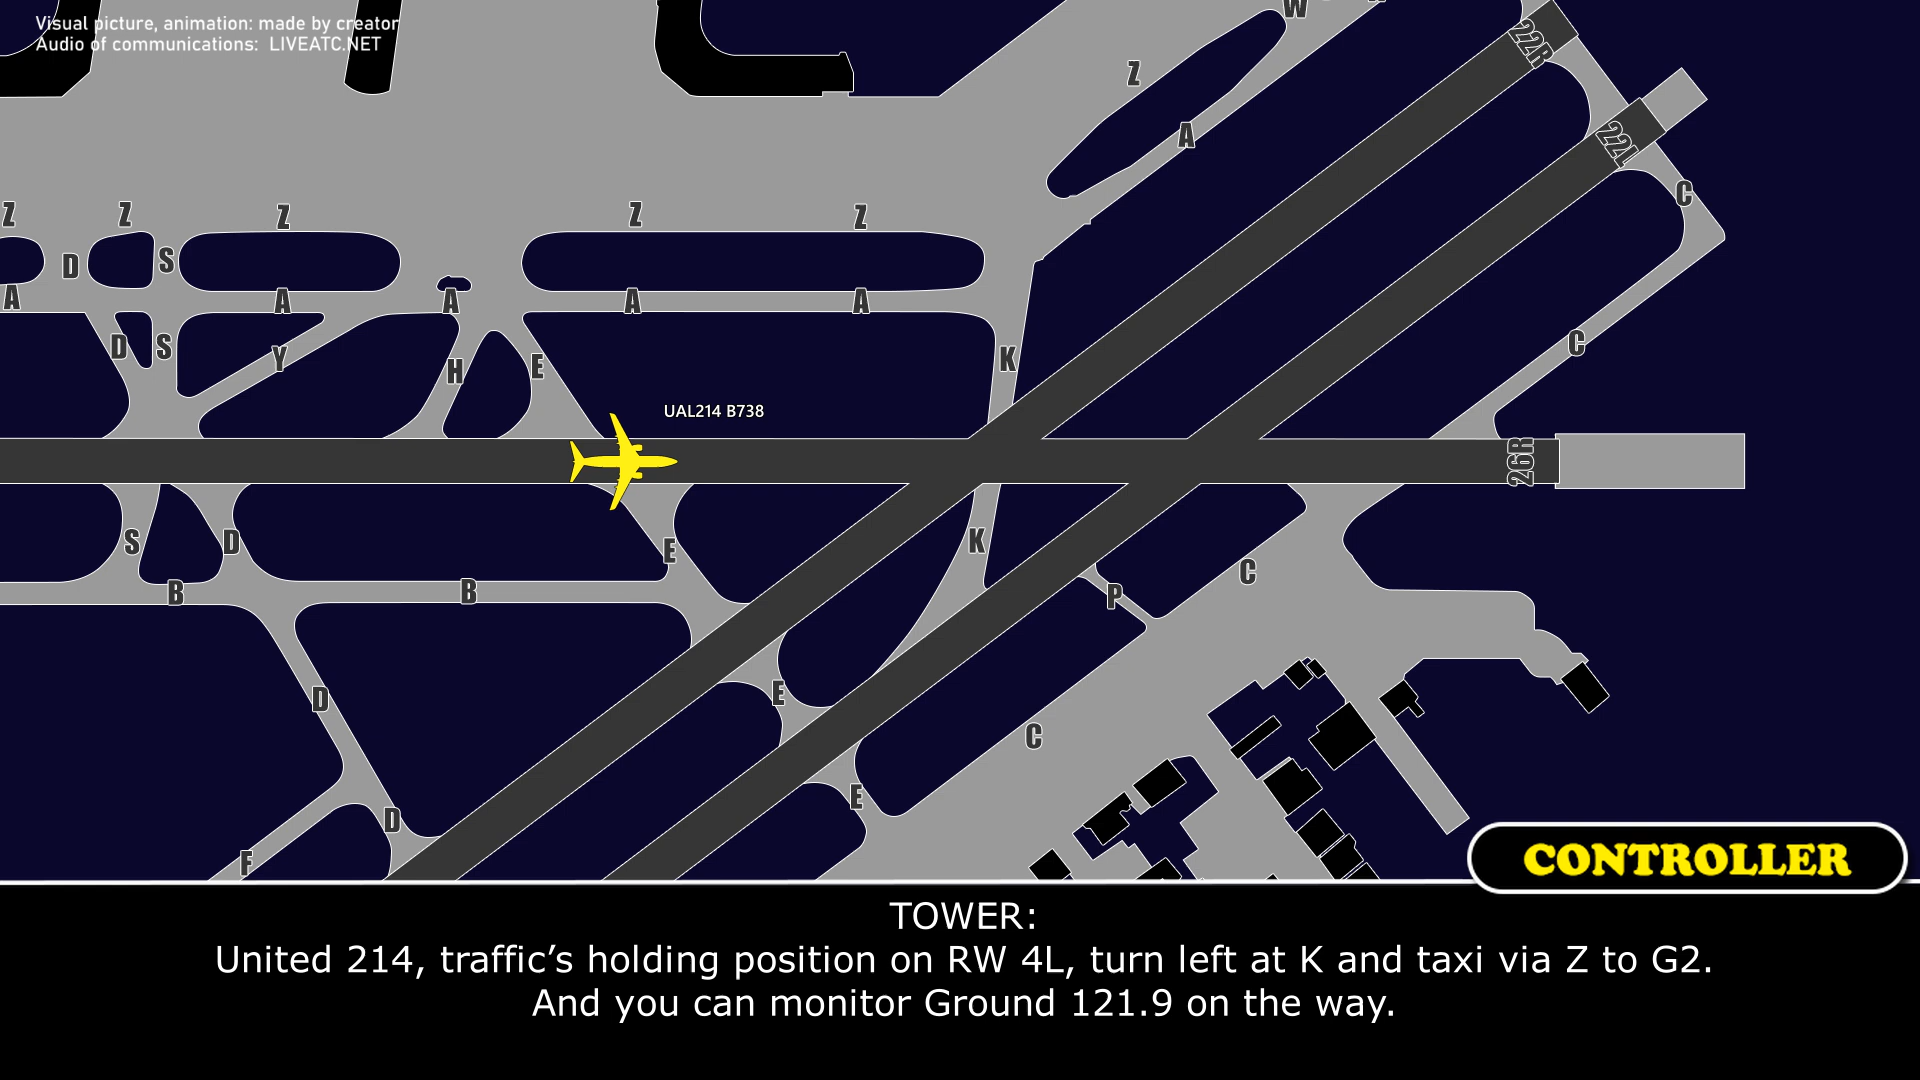 Visual picture, animation: made by creator
Audio of communications: LIVEATC.NET
W
22R
Z
A
22L
C
Z
Z
Z
Z
Z
D
S
A
A
A
A
A
D
S
Y
H
E
K
C
UAL214 B738
26R
S
D
E
K
C
B
B
P
D
E
C
E
D
F
CONTROLLER
TOWER:
United 214, traffic’s holding position on RW 4L, turn left at K and taxi via Z to G2.
And you can monitor Ground 121.9 on the way.